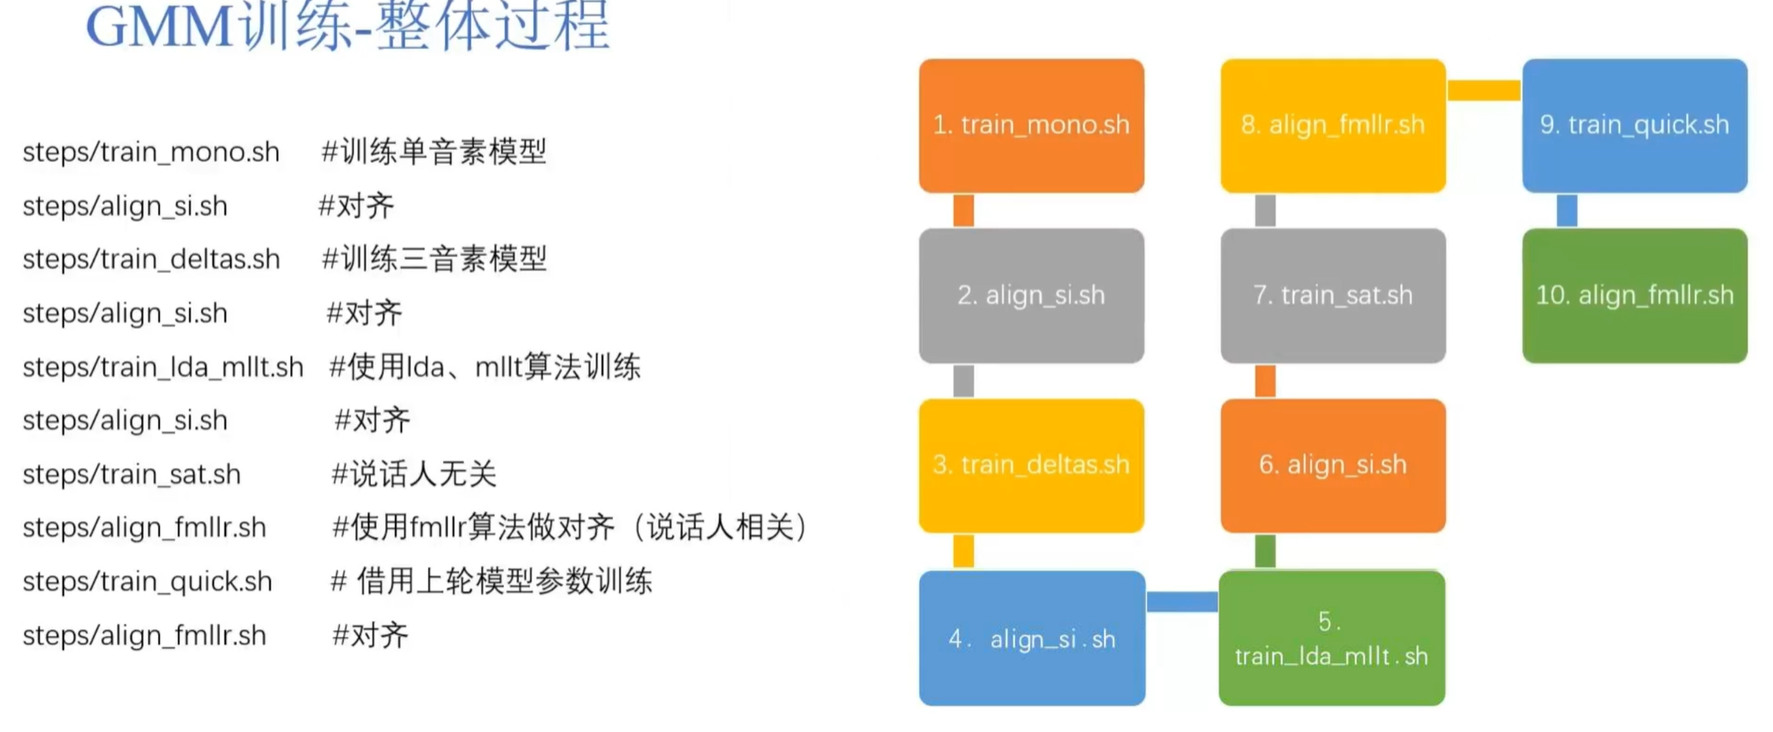 GMM训练-整体过程
steps/train_mono.sh #训练单音素模型
steps/align_si.sh #对齐
steps/train_deltas.sh #训练三音素模型
steps/align_si.sh #对齐
steps/train_lda_mllt.sh #使用lda、mllt算法训练
steps/align_si.sh #对齐
steps/train_sat.sh #说话人无关
steps/align_fmllr.sh #使用fmllr算法做对齐（说话人相关）
steps/train_quick.sh # 借用上轮模型参数训练
steps/align_fmllr.sh #对齐
1. train_mono.sh
2. align_si.sh
3. train_deltas.sh
4. align_si.sh
5.
train_lda_mllt.sh
6. align_si.sh
7. train_sat.sh
8. align_fmllr.sh
9. train_quick.sh
10. align_fmllr.sh